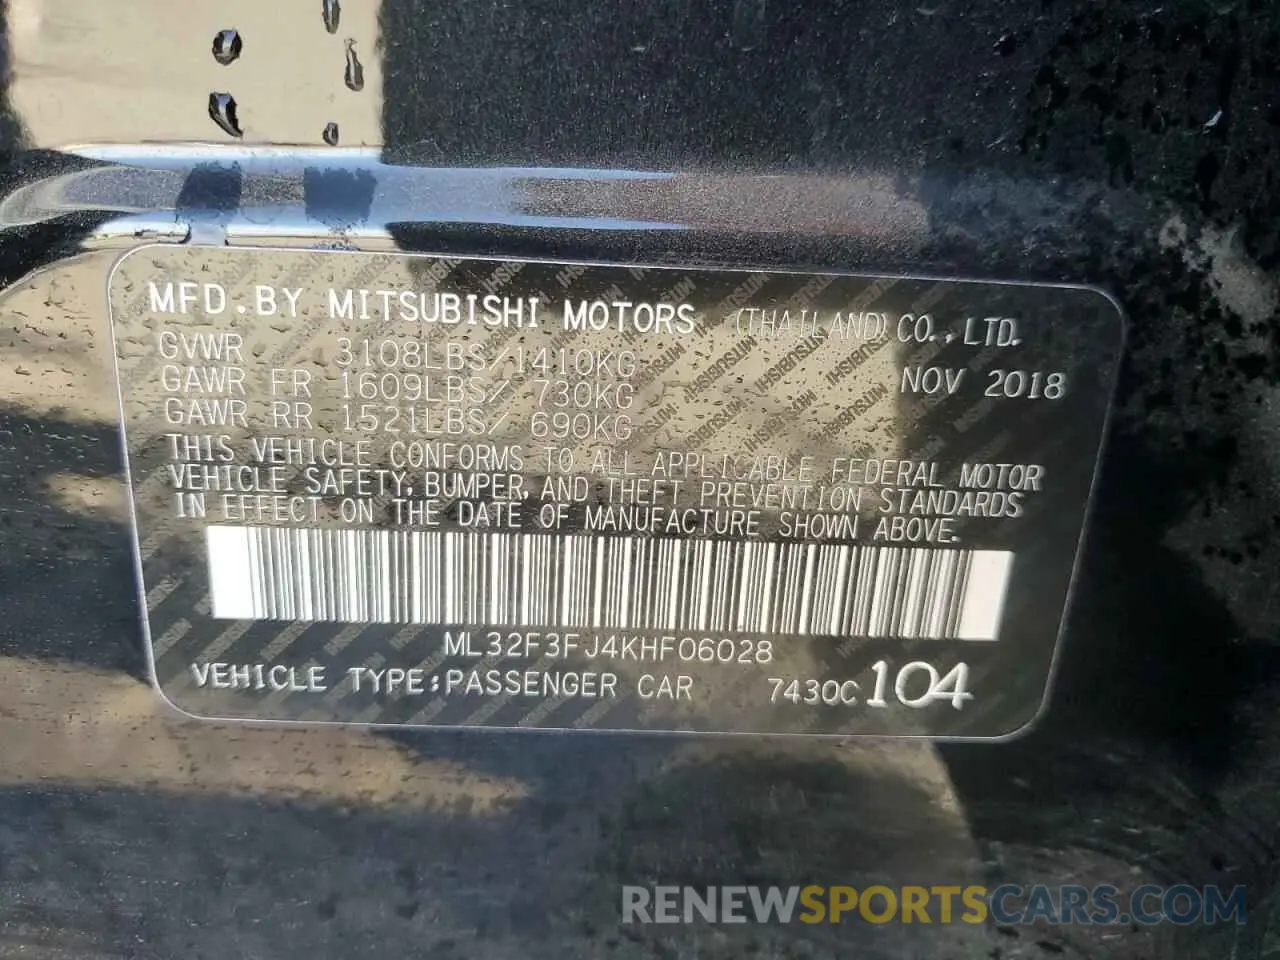 MFD.BY MITSUBISHI MOTORS (THAILAND) CO.,LTD.
GVWR 3108LBS/1410KG
GAWR FR 1609LBS/ 730KG NOV 2018
GAWR RR 1521LBS/ 690KG
THIS VEHICLE CONFORMS TO ALL APPLICABLE FEDERAL MOTOR
VEHICLE SAFETY, BUMPER, AND THEFT PREVENTION STANDARDS
IN EFFECT ON THE DATE OF MANUFACTURE SHOWN ABOVE.
ML32F3FJ4KHF06028
VEHICLE TYPE:PASSENGER CAR 7430C 104
RENEWSPORTSCARS.COM